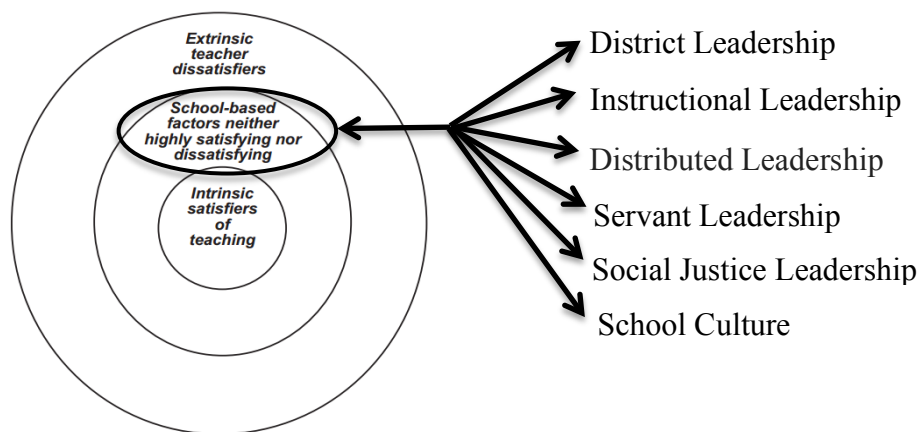 Extrinsic
teacher
dissatisfiers
School-based
factors neither
highly satisfying nor
dissatisfying
Intrinsic
satisfiers
of
teaching
District Leadership
Instructional Leadership
Distributed Leadership
Servant Leadership
Social Justice Leadership
School Culture